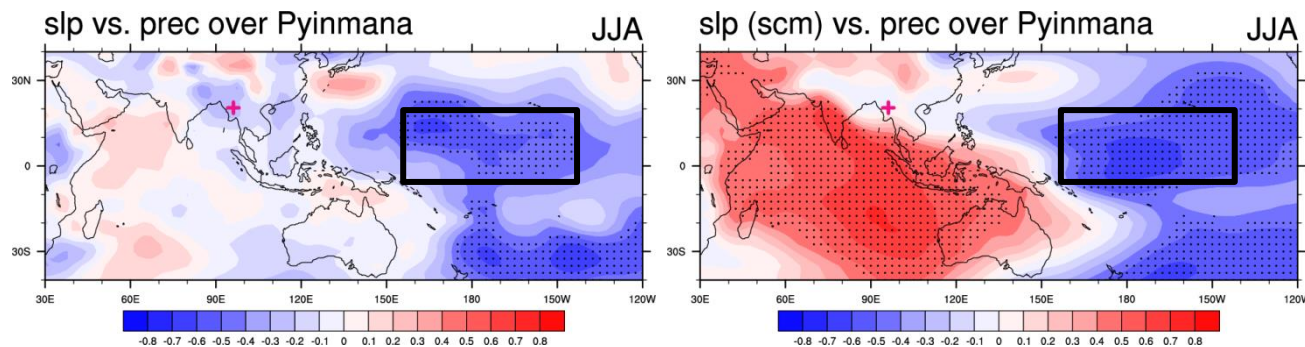 slp vs. prec over Pyinmana JJA
30N
0
30S
30E 60E 90E 120E 150E 180 150W 120W
-0.8 -0.7 -0.6 -0.5 -0.4 -0.3 -0.2 -0.1 0 0.1 0.2 0.3 0.4 0.5 0.6 0.7 0.8
slp (scm) vs. prec over Pyinmana JJA
30N
0
30S
30E 60E 90E 120E 150E 180 150W 120W
-0.8 -0.7 -0.6 -0.5 -0.4 -0.3 -0.2 -0.1 0 0.1 0.2 0.3 0.4 0.5 0.6 0.7 0.8